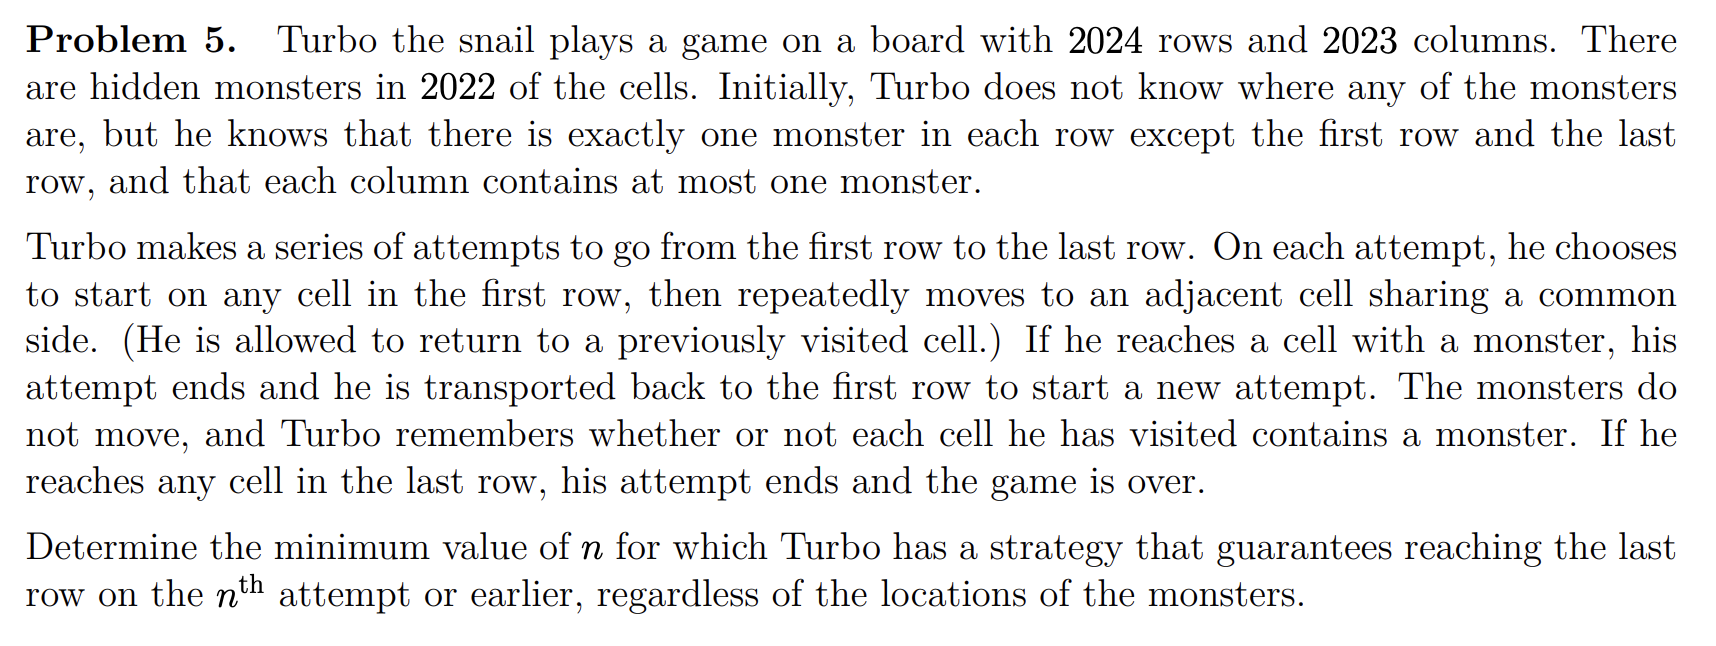 Problem 5. Turbo the snail plays a game on a board with 2024 rows and 2023 columns. There
are hidden monsters in 2022 of the cells. Initially, Turbo does not know where any of the monsters
are, but he knows that there is exactly one monster in each row except the first row and the last
row, and that each column contains at most one monster.
Turbo makes a series of attempts to go from the first row to the last row. On each attempt, he chooses
to start on any cell in the first row, then repeatedly moves to an adjacent cell sharing a common
side. (He is allowed to return to a previously visited cell.) If he reaches a cell with a monster, his
attempt ends and he is transported back to the first row to start a new attempt. The monsters do
not move, and Turbo remembers whether or not each cell he has visited contains a monster. If he
reaches any cell in the last row, his attempt ends and the game is over.
Determine the minimum value of n for which Turbo has a strategy that guarantees reaching the last
row on the nth attempt or earlier, regardless of the locations of the monsters.